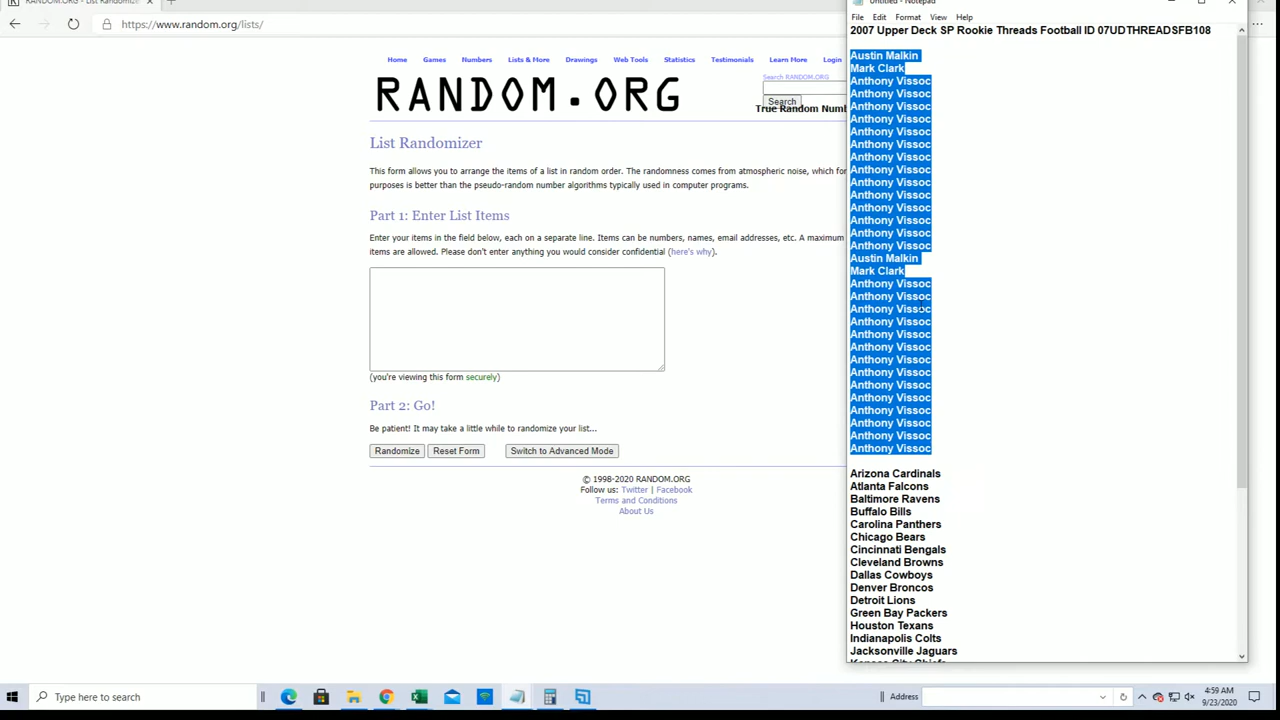 RANDOM.ORG - List Randomiz
https://www.random.org/lists/
Home Games Numbers Lists & More Drawings Web Tools Statistics Testimonials Learn More Login
RANDOM.ORG
Search RANDOM.ORG
Search
True Random Numb
List Randomizer
This form allows you to arrange the items of a list in random order. The randomness comes from atmospheric noise, which for
purposes is better than the pseudo-random number algorithms typically used in computer programs.
Part 1: Enter List Items
Enter your items in the field below, each on a separate line. Items can be numbers, names, email addresses, etc. A maximum
items are allowed. Please don't enter anything you would consider confidential (here's why).
(you're viewing this form securely)
Part 2: Go!
Be patient! It may take a little while to randomize your list...
Randomize Reset Form Switch to Advanced Mode
© 1998-2020 RANDOM.ORG
Follow us: Twitter | Facebook
Terms and Conditions
About Us
Untitled - Notepad
File Edit Format View Help
2007 Upper Deck SP Rookie Threads Football ID 07UDTHREADSFB108
Austin Malkin
Mark Clark
Anthony Vissoc
Anthony Vissoc
Anthony Vissoc
Anthony Vissoc
Anthony Vissoc
Anthony Vissoc
Anthony Vissoc
Anthony Vissoc
Anthony Vissoc
Anthony Vissoc
Anthony Vissoc
Anthony Vissoc
Anthony Vissoc
Anthony Vissoc
Austin Malkin
Mark Clark
Anthony Vissoc
Anthony Vissoc
Anthony Vissoc
Anthony Vissoc
Anthony Vissoc
Anthony Vissoc
Anthony Vissoc
Anthony Vissoc
Anthony Vissoc
Anthony Vissoc
Anthony Vissoc
Anthony Vissoc
Anthony Vissoc
Anthony Vissoc
Arizona Cardinals
Atlanta Falcons
Baltimore Ravens
Buffalo Bills
Carolina Panthers
Chicago Bears
Cincinnati Bengals
Cleveland Browns
Dallas Cowboys
Denver Broncos
Detroit Lions
Green Bay Packers
Houston Texans
Indianapolis Colts
Jacksonville Jaguars
Kansas City Chiefs
Type here to search
Address
4:59 AM
9/23/2020